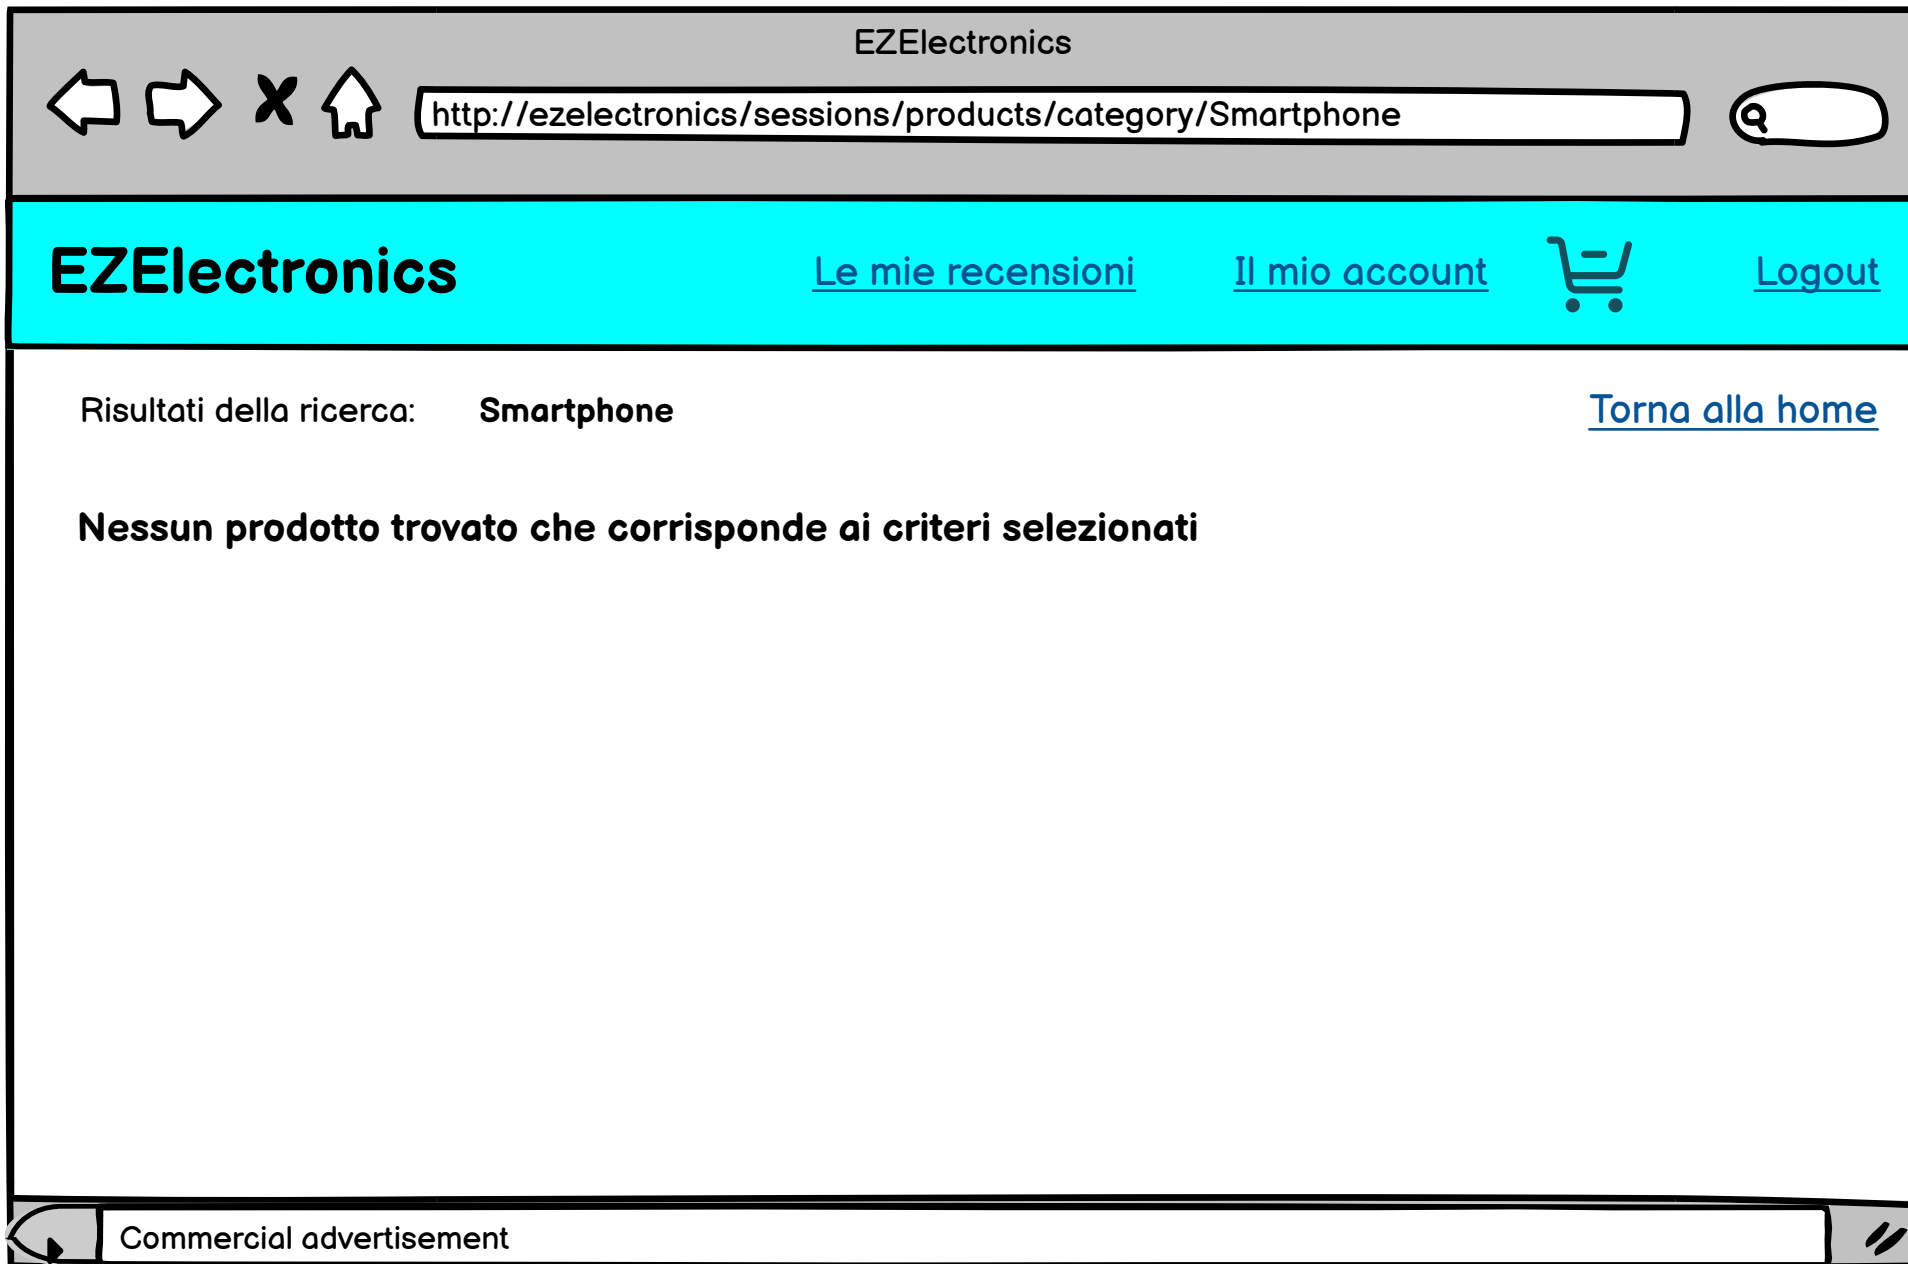 EZElectronics
http://ezelectronics/sessions/products/category/Smartphone
EZElectronics Le mie recensioni Il mio account Logout
Risultati della ricerca: Smartphone Torna alla home
Nessun prodotto trovato che corrisponde ai criteri selezionati
Commercial advertisement